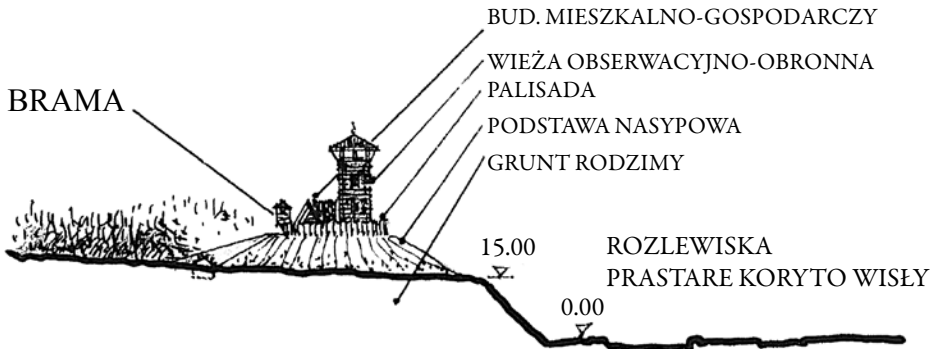 BUD. MIESZKALNO-GOSPODARCZY
WIEŻA OBSERWACYJNO-OBRONNA
PALISADA
BRAMA
PODSTAWA NASYPOWA
GRUNT RODZIMY
15.00
ROZLEWISKA
PRASTARE KORYTO WISŁY
0.00